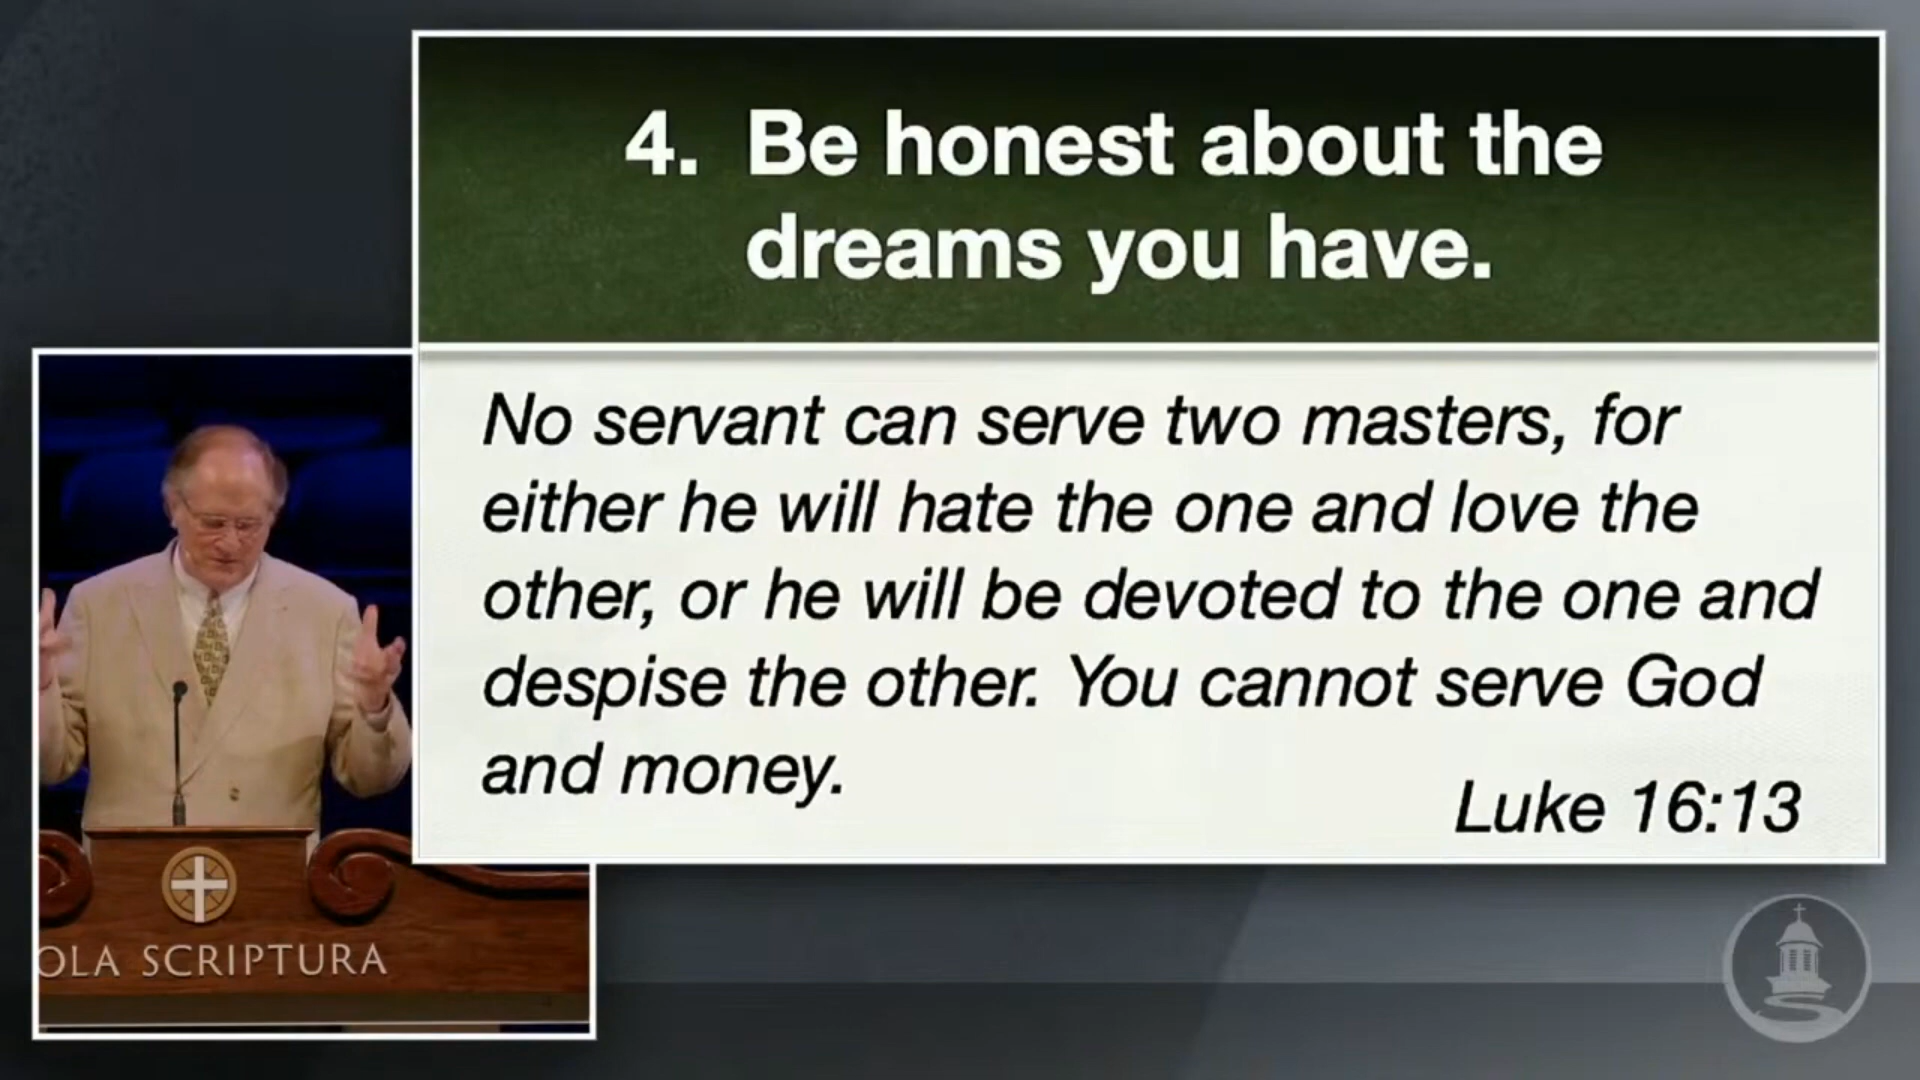 4. Be honest about the
dreams you have.
No servant can serve two masters, for
either he will hate the one and love the
other, or he will be devoted to the one and
despise the other. You cannot serve God
and money.
Luke 16:13
OLA SCRIPTURA